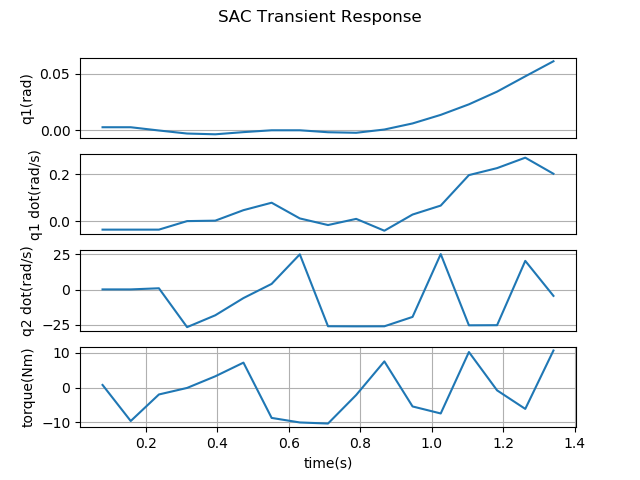 SAC Transient Response
q1(rad)
0.05
0.00
q1 dot(rad/s)
0.2
0.0
q2 dot(rad/s)
25
0
−25
torque(Nm)
10
0
−10
0.2 0.4 0.6 0.8 1.0 1.2 1.4
time(s)